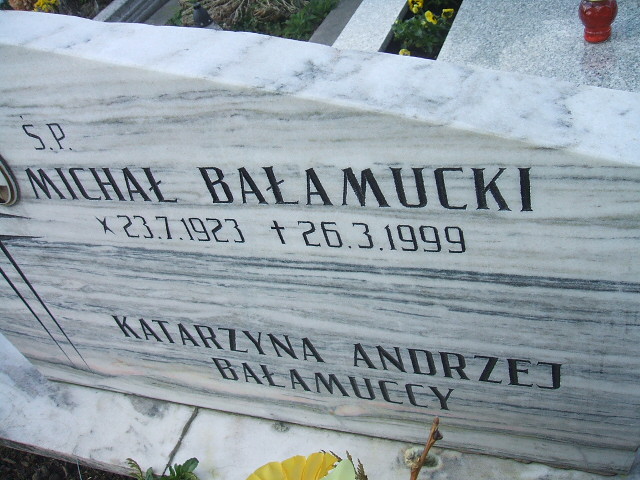 Ś.P.
MICHAŁ BAŁAMUCKI
* 23.7.1923 † 26.3.1999
KATARZYNA ANDRZEJ
BAŁAMUCCY